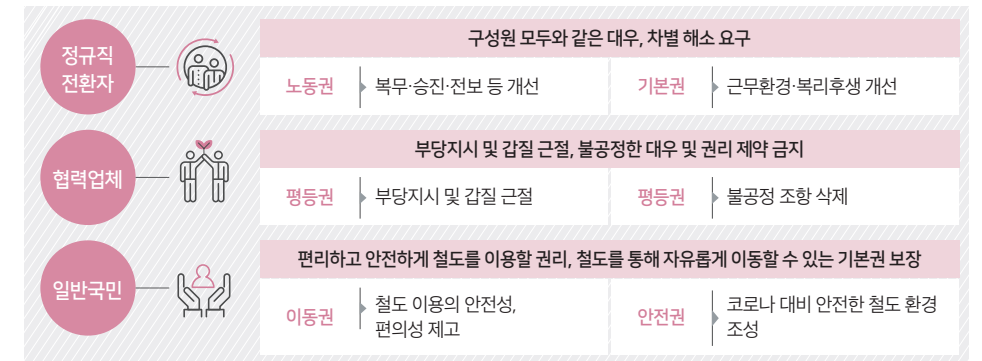 정규직
전환자
구성원 모두와 같은 대우, 차별 해소 요구
노동권 복무·승진·전보 등 개선 기본권 근무환경·복리후생 개선
협력업체
부당지시 및 갑질 근절, 불공정한 대우 및 권리 제약 금지
평등권 부당지시 및 갑질 근절 평등권 불공정 조항 삭제
일반국민
편리하고 안전하게 철도를 이용할 권리, 철도를 통해 자유롭게 이동할 수 있는 기본권 보장
이동권
철도 이용의 안전성,
편의성 제고
안전권
코로나 대비 안전한 철도 환경
조성